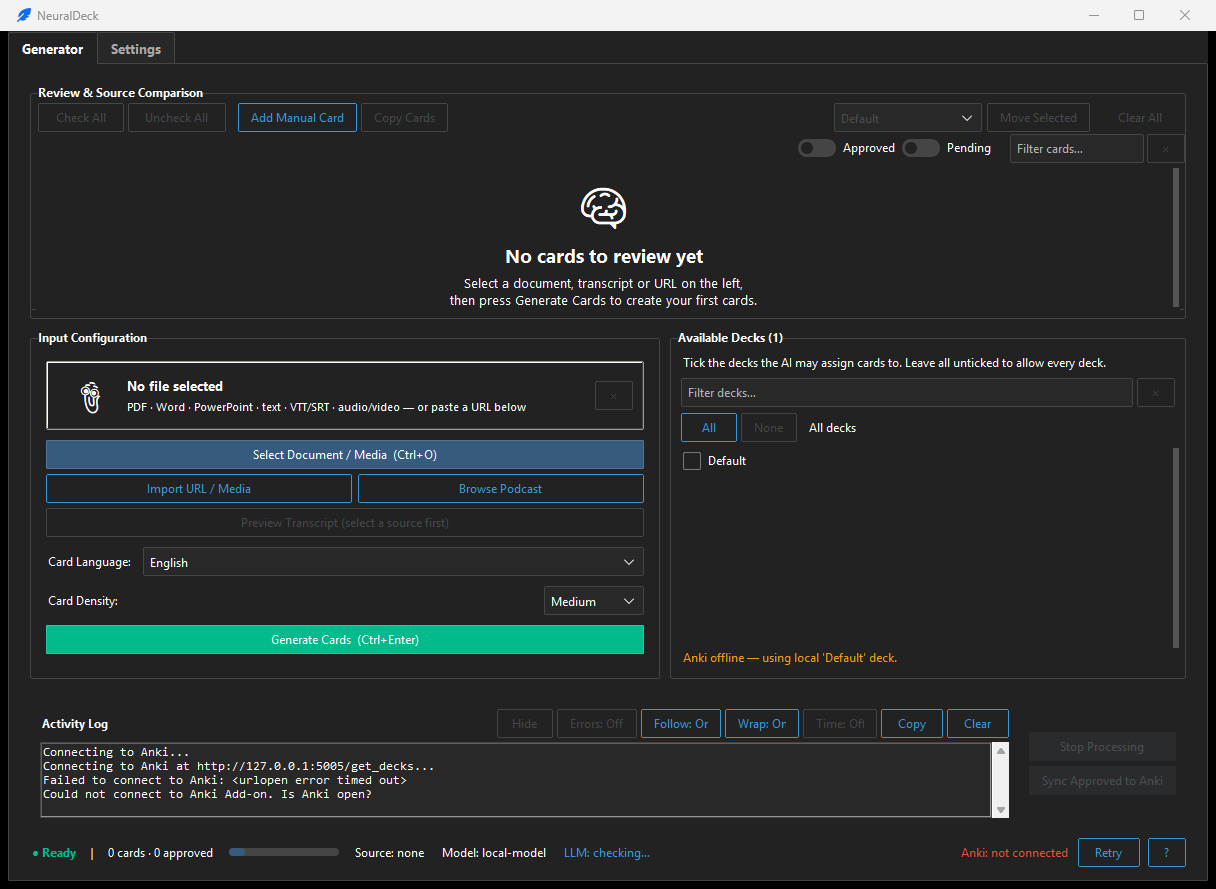 NeuralDeck
Generator
Settings
Review & Source Comparison
Check All
Uncheck All
Add Manual Card
Copy Cards
Default
Move Selected
Clear All
Approved
Pending
Filter cards...
×
No cards to review yet
Select a document, transcript or URL on the left,
then press Generate Cards to create your first cards.
Input Configuration
No file selected
PDF · Word · PowerPoint · text · VTT/SRT · audio/video — or paste a URL below
×
Select Document / Media (Ctrl+O)
Import URL / Media
Browse Podcast
Preview Transcript (select a source first)
Card Language:
English
Card Density:
Medium
Generate Cards (Ctrl+Enter)
Available Decks (1)
Tick the decks the AI may assign cards to. Leave all unticked to allow every deck.
Filter decks...
×
All
None
All decks
Default
Anki offline — using local 'Default' deck.
Activity Log
Hide
Errors: Off
Follow: Or
Wrap: On
Time: Off
Copy
Clear
Connecting to Anki...
Connecting to Anki at http://127.0.0.1:5005/get_decks...
Failed to connect to Anki: <urlopen error timed out>
Could not connect to Anki Add-on. Is Anki open?
Stop Processing
Sync Approved to Anki
● Ready
|
0 cards · 0 approved
Source: none
Model: local-model
LLM: checking...
Anki: not connected
Retry
?